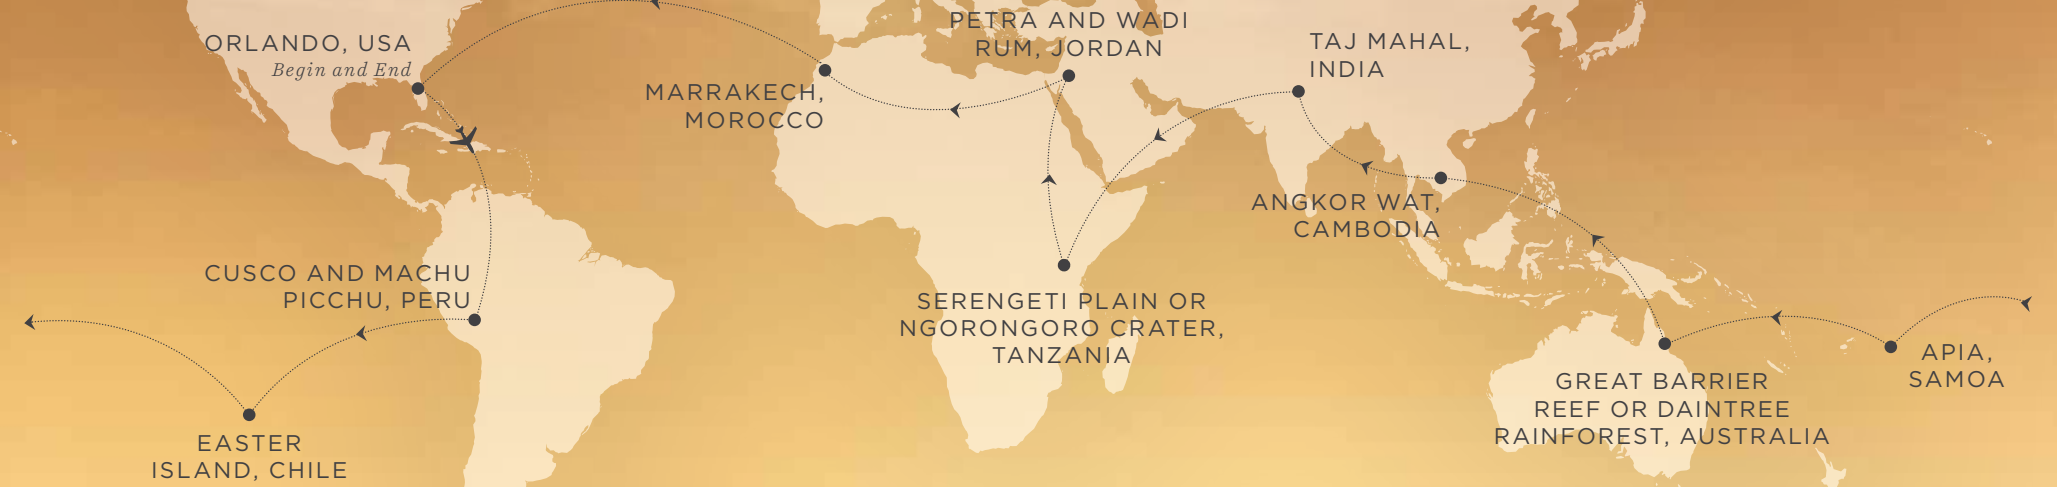 ORLANDO, USA
Begin and End
MARRAKECH,
MOROCCO
PETRA AND WADI
RUM, JORDAN
TAJ MAHAL,
INDIA
ANGKOR WAT,
CAMBODIA
CUSCO AND MACHU
PICCHU, PERU
SERENGETI PLAIN OR
NGORONGORO CRATER,
TANZANIA
APIA,
SAMOA
GREAT BARRIER
REEF OR DAINTREE
RAINFOREST, AUSTRALIA
EASTER
ISLAND, CHILE